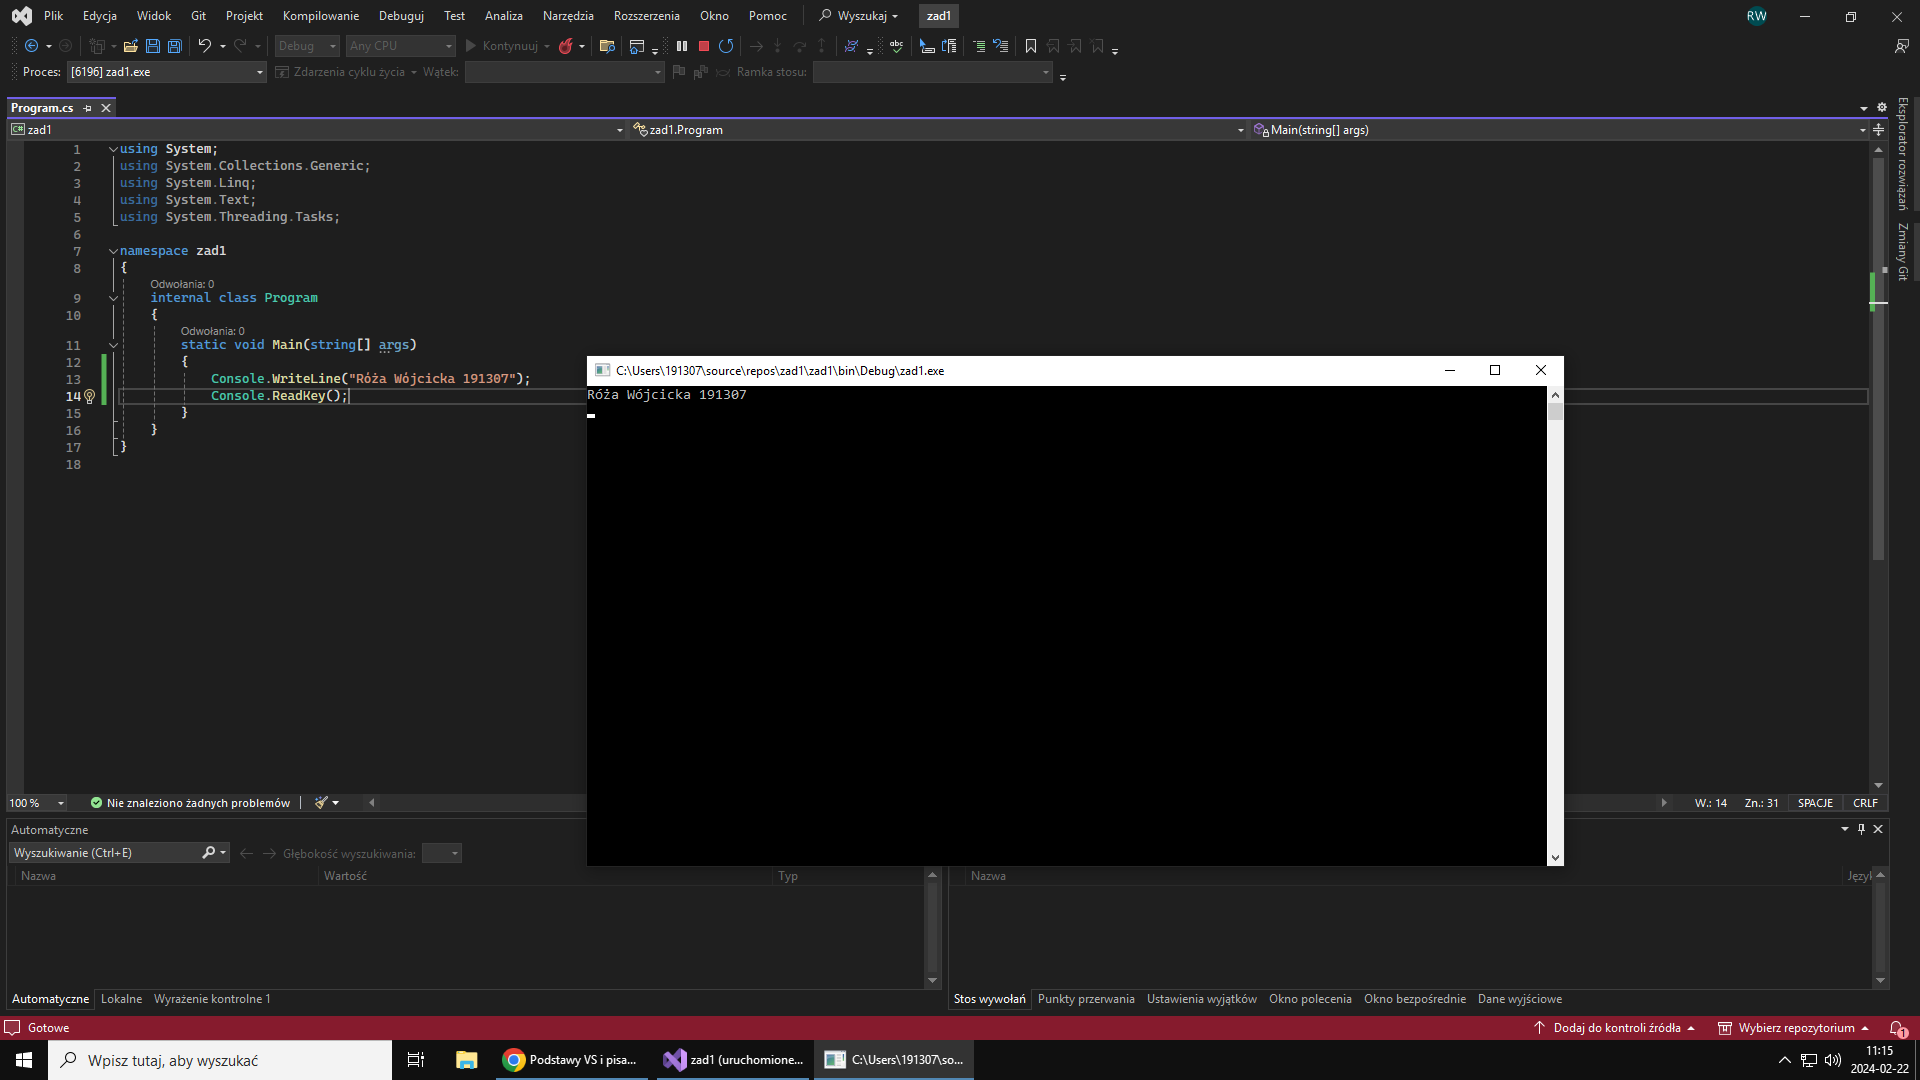 Plik Edycja Widok Git Projekt Kompilowanie Debuguj Test Analiza Narzędzia Rozszerzenia Okno Pomoc Wyszukaj zad1 RW
Debug Any CPU Kontynuuj
Proces: [6196] zad1.exe Zdarzenia cyklu życia Wątek: Ramka stosu:
Program.cs
C# zad1 zad1.Program Main(string[] args)
1 using System;
2 using System.Collections.Generic;
3 using System.Linq;
4 using System.Text;
5 using System.Threading.Tasks;
6
7 namespace zad1
8 {
Odwołania: 0
9 internal class Program
10 {
Odwołania: 0
11 static void Main(string[] args)
12 {
13 Console.WriteLine("Róża Wójcicka 191307");
14 Console.ReadKey();
15 }
16 }
17 }
18
C:\Users\191307\source\repos\zad1\zad1\bin\Debug\zad1.exe
Róża Wójcicka 191307
Eksplorator rozwiązań
Zmiany Git
100 % Nie znaleziono żadnych problemów W.: 14 Zn.: 31 SPACJE CRLF
Automatyczne
Wyszukiwanie (Ctrl+E) Głębokość wyszukiwania:
Nazwa Wartość Typ
Nazwa Język
Automatyczne Lokalne Wyrażenie kontrolne 1
Stos wywołań Punkty przerwania Ustawienia wyjątków Okno polecenia Okno bezpośrednie Dane wyjściowe
Gotowe Dodaj do kontroli źródła Wybierz repozytorium 1
Wpisz tutaj, aby wyszukać Podstawy VS i pisa... zad1 (uruchomione... C:\Users\191307\so...
11:15
2024-02-22